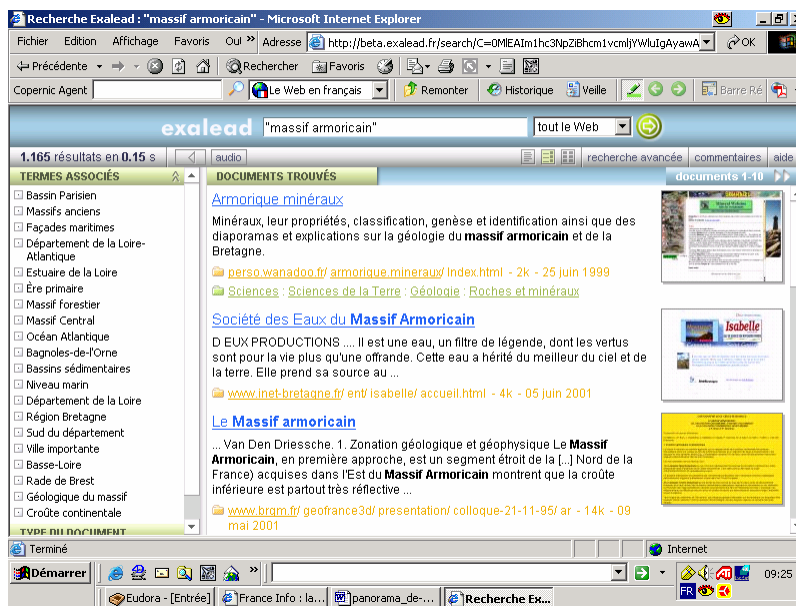 Recherche Exalead : "massif armoricain" - Microsoft Internet Explorer
Fichier Edition Affichage Favoris Oul » Adresse http://beta.exalead.fr/search/C=0MlEAIm1hc3NpZiBhcm1vcmljYWluIgAyawA OK
Précédente Rechercher Favoris
Copernic Agent Le Web en français Remonter Historique Veille Barre Ré
exalead "massif armoricain" tout le Web
1.165 résultats en 0.15 s audio recherche avancée commentaires aide
TERMES ASSOCIÉS
Bassin Parisien
Massifs anciens
Façades maritimes
Département de la Loire-
Atlantique
Estuaire de la Loire
Ère primaire
Massif forestier
Massif Central
Océan Atlantique
Bagnoles-de-l'Orne
Bassins sédimentaires
Niveau marin
Département de la Loire
Région Bretagne
Sud du département
Ville importante
Basse-Loire
Rade de Brest
Géologique du massif
Croûte continentale
TYPE DU DOCUMENT
DOCUMENTS TROUVÉS documents 1-10
Armorique minéraux
Minéraux, leur propriétés, classification, genèse et identification ainsi que des
diaporamas et explications sur la géologie du massif armoricain et de la
Bretagne.
perso.wanadoo.fr/ armorique.mineraux/ Index.html - 2k - 25 juin 1999
Sciences : Sciences de la Terre : Géologie : Roches et minéraux
Société des Eaux du Massif Armoricain
D EUX PRODUCTIONS .... Il est une eau, un filtre de légende, dont les vertus
sont pour la vie plus qu'une offrande. Cette eau a hérité du meilleur du ciel et de
la terre. Elle prend sa source au ...
www.inet-bretagne.fr/ ent/ isabelle/ accueil.html - 4k - 05 juin 2001
Isabelle
Le Massif armoricain
... Van Den Driessche. 1. Zonation géologique et géophysique Le Massif
Armoricain, en première approche, est un segment étroit de la [...] Nord de la
France) acquises dans l'Est du Massif Armoricain montrent que la croûte
inférieure est partout très réflective ...
www.brgm.fr/ geofrance3d/ presentation/ colloque-21-11-95/ ar - 14k - 09
mai 2001
Terminé Internet
Démarrer » 09:25
FR
Eudora - [Entrée] France Info : la... panorama_de-... Recherche Ex...